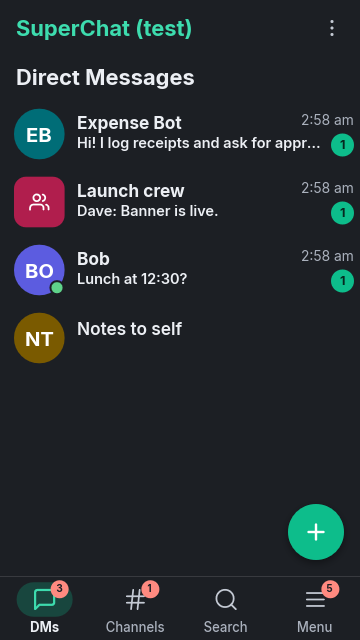 SuperChat (test)
Direct Messages
EB
Expense Bot
2:58 am
Hi! I log receipts and ask for appr...
1
Launch crew
2:58 am
Dave: Banner is live.
1
BO
Bob
2:58 am
Lunch at 12:30?
1
NT
Notes to self
3
1
5
DMs
Channels
Search
Menu